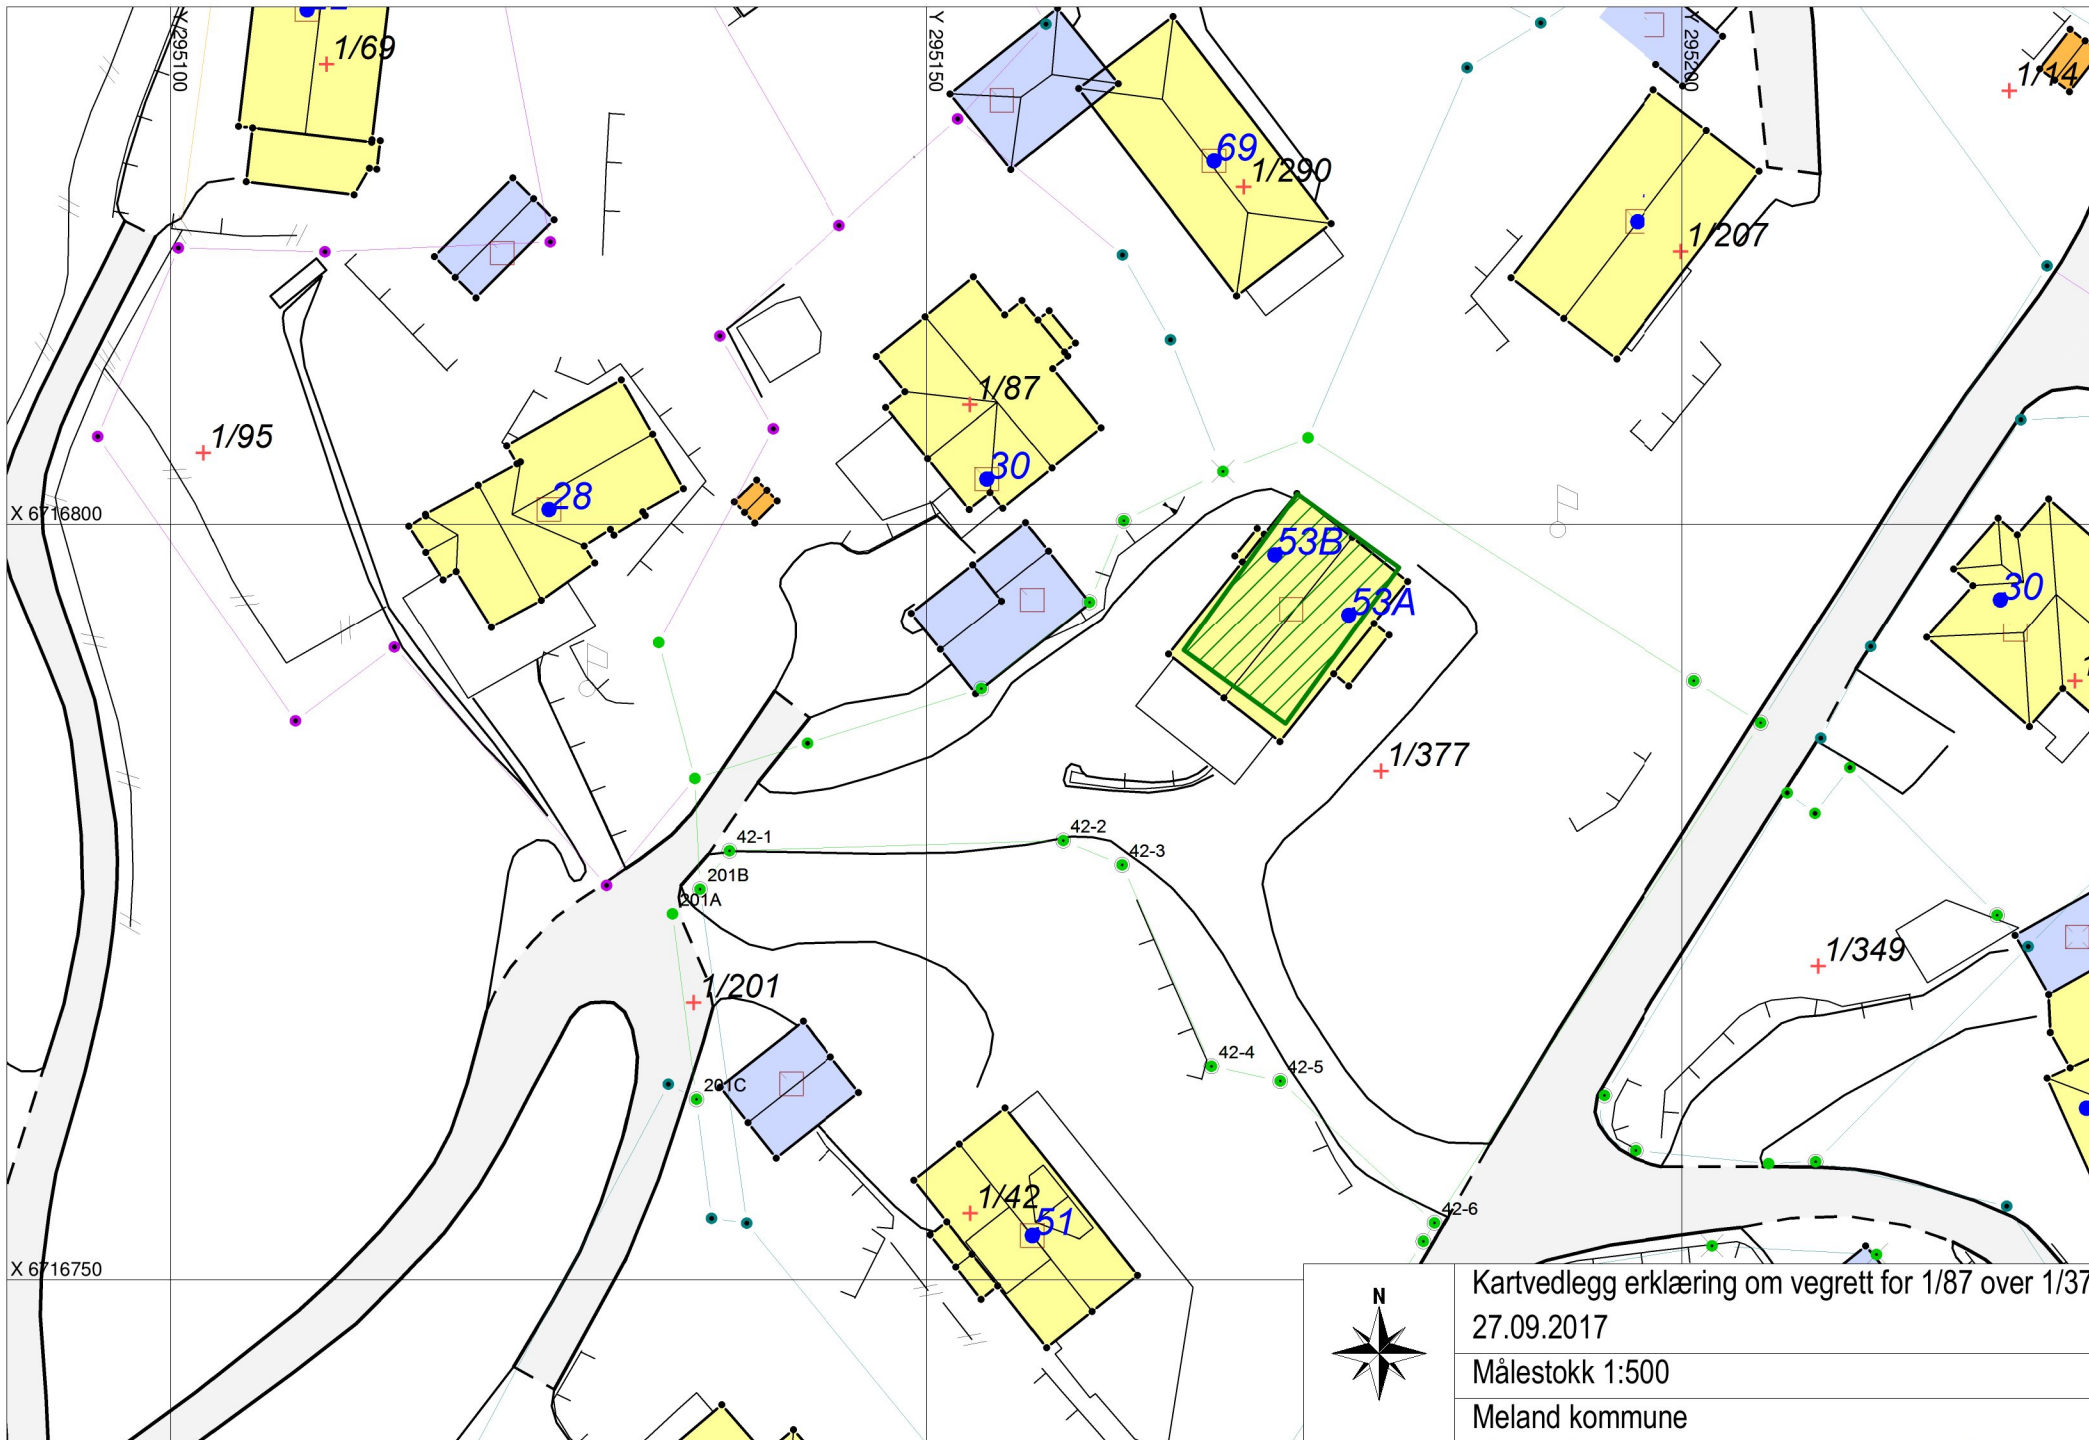 1/69
Y 295100
Y 295150
Y 295200
1/14
69
1/290
1/207
1/87
1/95
30
28
X 6716800
53B
53A
30
1/377
42-1
42-2
42-3
201B
201A
1/349
1/201
42-4
42-5
201C
1/42
51
42-6
X 6716750
N
Kartvedlegg erklæring om vegrett for 1/87 over 1/37
27.09.2017
Målestokk 1:500
Meland kommune